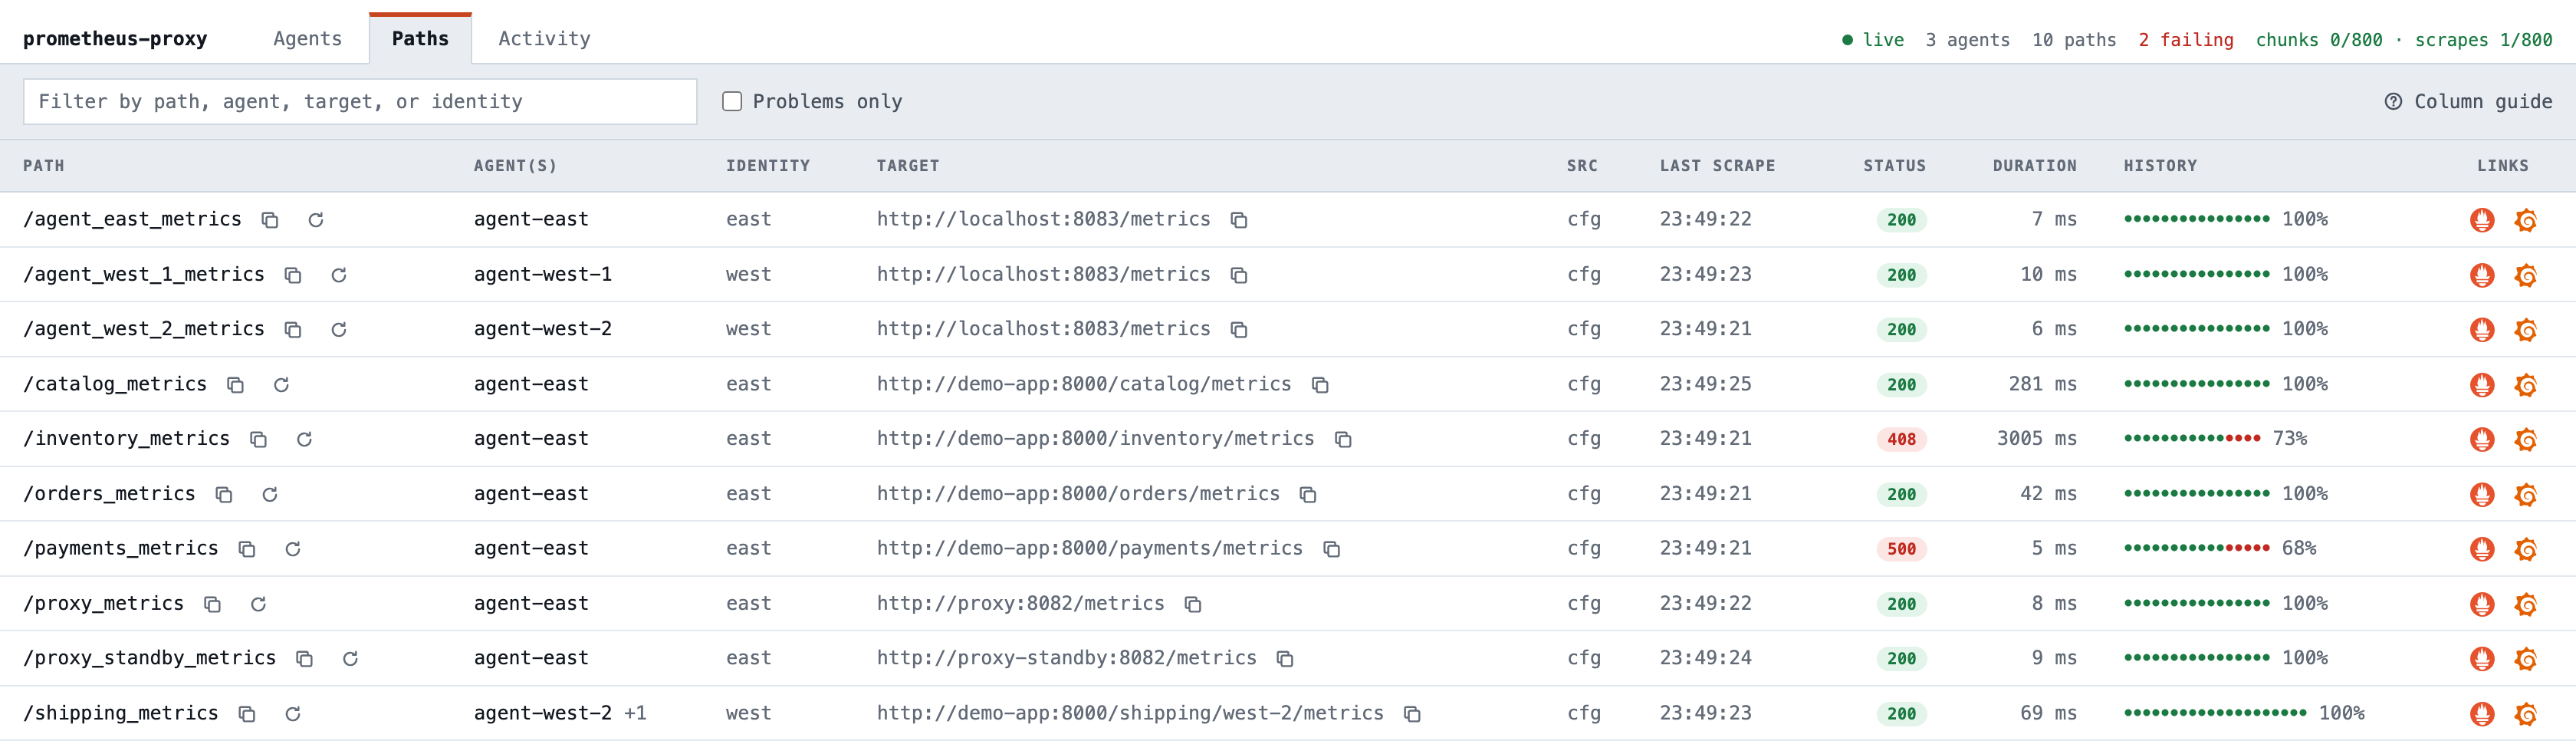 prometheus-proxy Agents Paths Activity live 3 agents 10 paths 2 failing chunks 0/800 · scrapes 1/800
Filter by path, agent, target, or identity Problems only Column guide
PATH AGENT(S) IDENTITY TARGET SRC LAST SCRAPE STATUS DURATION HISTORY LINKS
/agent_east_metrics agent-east east http://localhost:8083/metrics cfg 23:49:22 200 7 ms 100%
/agent_west_1_metrics agent-west-1 west http://localhost:8083/metrics cfg 23:49:23 200 10 ms 100%
/agent_west_2_metrics agent-west-2 west http://localhost:8083/metrics cfg 23:49:21 200 6 ms 100%
/catalog_metrics agent-east east http://demo-app:8000/catalog/metrics cfg 23:49:25 200 281 ms 100%
/inventory_metrics agent-east east http://demo-app:8000/inventory/metrics cfg 23:49:21 408 3005 ms 73%
/orders_metrics agent-east east http://demo-app:8000/orders/metrics cfg 23:49:21 200 42 ms 100%
/payments_metrics agent-east east http://demo-app:8000/payments/metrics cfg 23:49:21 500 5 ms 68%
/proxy_metrics agent-east east http://proxy:8082/metrics cfg 23:49:22 200 8 ms 100%
/proxy_standby_metrics agent-east east http://proxy-standby:8082/metrics cfg 23:49:24 200 9 ms 100%
/shipping_metrics agent-west-2 +1 west http://demo-app:8000/shipping/west-2/metrics cfg 23:49:23 200 69 ms 100%